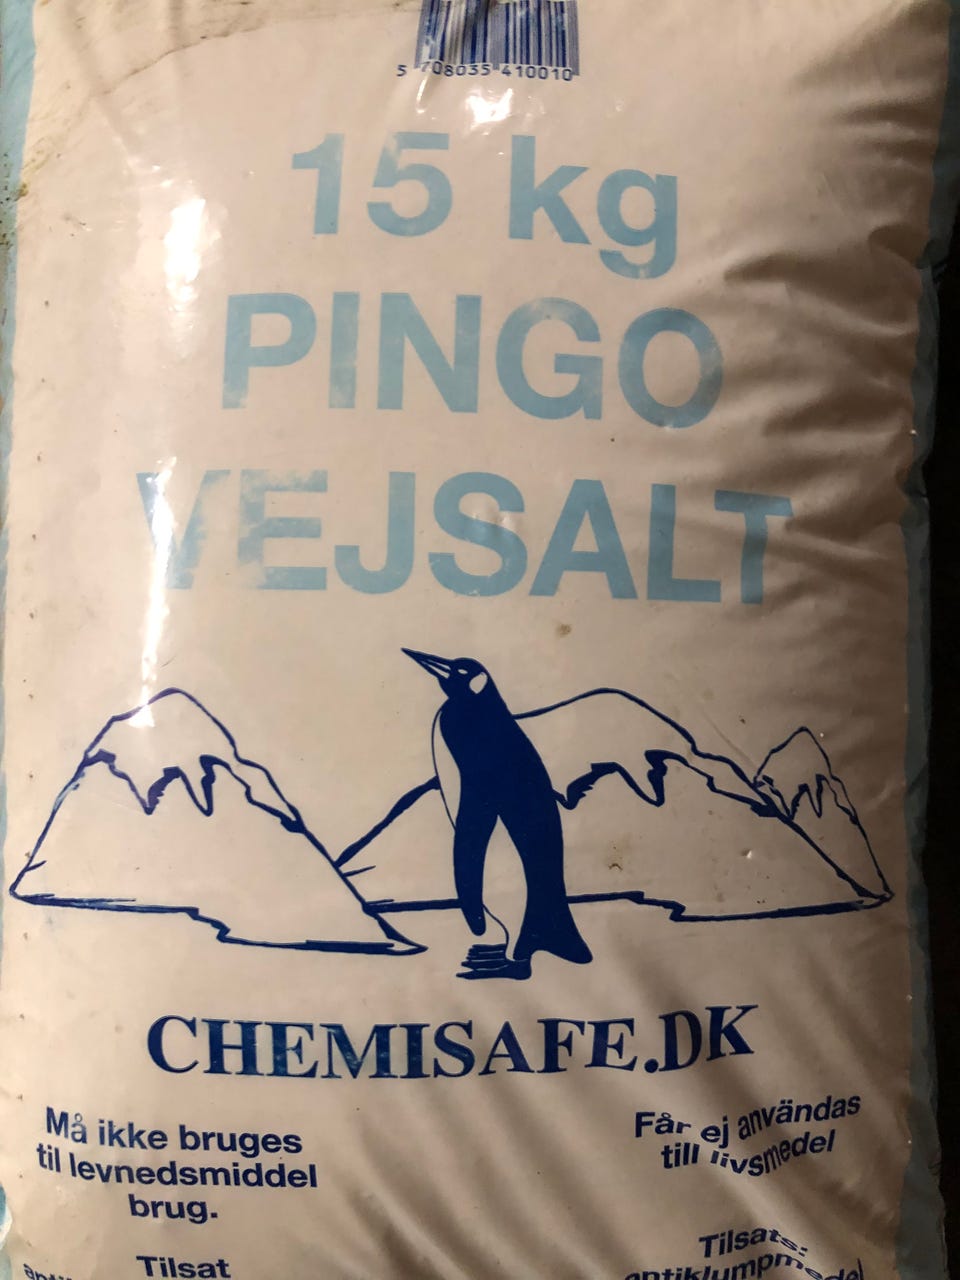 5 708035 410010
15 kg
PINGO
VEJSALT
CHEMISAFE.DK
Må ikke bruges
til levnedsmiddel
brug.
Tilsat
Får ej användas
till livsmedel
Tilsats:
antiklumpmedel